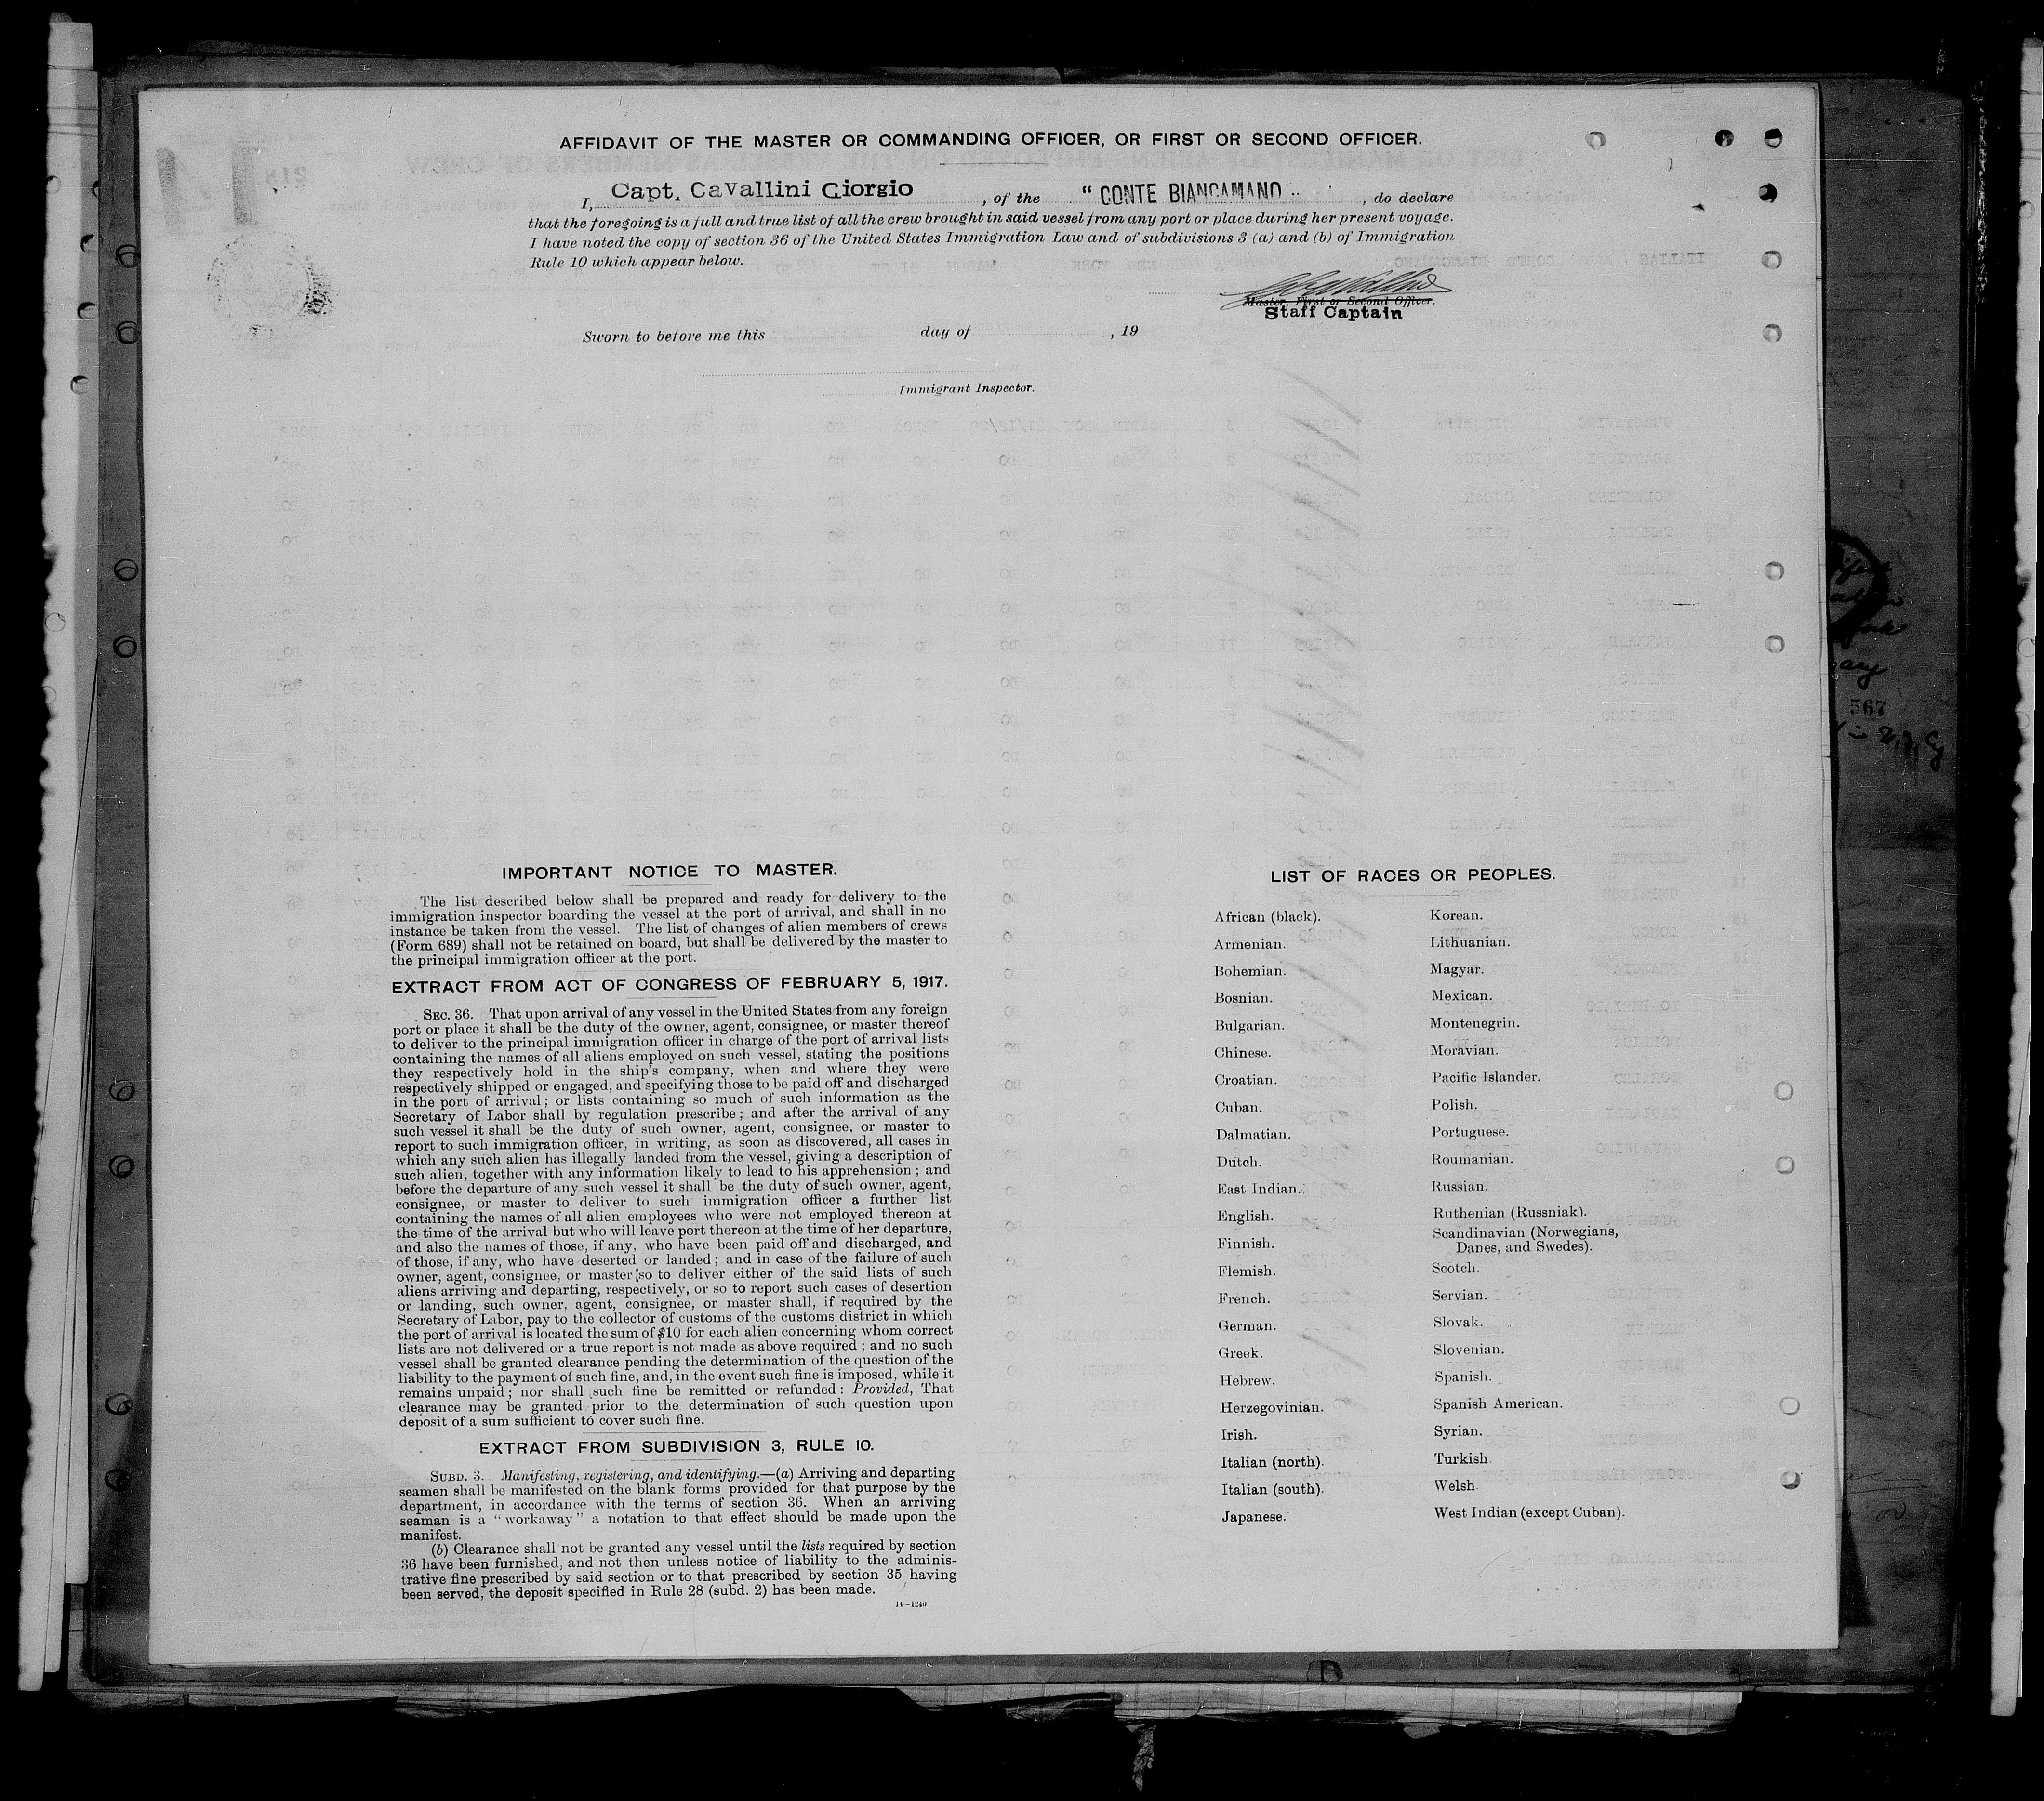 AFFIDAVIT OF THE MASTER OR COMMANDING OFFICER, OR FIRST OR SECOND OFFICER.
I, Capt. CaVallini Giorgio, of the "CONTE BIANCAMANO", do declare
that the foregoing is a full and true list of all the crew brought in said vessel from any port or place during her present voyage.
I have noted the copy of section 36 of the United States Immigration Law and of subdivisions 3 (a) and (b) of Immigration
Rule 10 which appear below.
Master, First or Second Officer.
Staff Captain
Sworn to before me this day of , 19
Immigrant Inspector.
IMPORTANT NOTICE TO MASTER.
The list described below shall be prepared and ready for delivery to the
immigration inspector boarding the vessel at the port of arrival, and shall in no
instance be taken from the vessel. The list of changes of alien members of crews
(Form 689) shall not be retained on board, but shall be delivered by the master to
the principal immigration officer at the port.
EXTRACT FROM ACT OF CONGRESS OF FEBRUARY 5, 1917.
SEC. 36. That upon arrival of any vessel in the United States from any foreign
port or place it shall be the duty of the owner, agent, consignee, or master thereof
to deliver to the principal immigration officer in charge of the port of arrival lists
containing the names of all aliens employed on such vessel, stating the positions
they respectively hold in the ship's company, when and where they were
respectively shipped or engaged, and specifying those to be paid off and discharged
in the port of arrival; or lists containing so much of such information as the
Secretary of Labor shall by regulation prescribe; and after the arrival of any
such vessel it shall be the duty of such owner, agent, consignee, or master to
report to such immigration officer, in writing, as soon as discovered, all cases in
which any such alien has illegally landed from the vessel, giving a description of
such alien, together with any information likely to lead to his apprehension; and
before the departure of any such vessel it shall be the duty of such owner, agent,
consignee, or master to deliver to such immigration officer a further list
containing the names of all alien employees who were not employed thereon at
the time of the arrival but who will leave port thereon at the time of her departure,
and also the names of those, if any, who have been paid off and discharged, and
of those, if any, who have deserted or landed; and in case of the failure of such
owner, agent, consignee, or master so to deliver either of the said lists of such
aliens arriving and departing, respectively, or so to report such cases of desertion
or landing, such owner, agent, consignee, or master shall, if required by the
Secretary of Labor, pay to the collector of customs of the customs district in which
the port of arrival is located the sum of $10 for each alien concerning whom correct
lists are not delivered or a true report is not made as above required; and no such
vessel shall be granted clearance pending the determination of the question of the
liability to the payment of such fine, and, in the event such fine is imposed, while it
remains unpaid; nor shall such fine be remitted or refunded: Provided, That
clearance may be granted prior to the determination of such question upon
deposit of a sum sufficient to cover such fine.
EXTRACT FROM SUBDIVISION 3, RULE 10.
SUBD. 3. Manifesting, registering, and identifying.—(a) Arriving and departing
seamen shall be manifested on the blank forms provided for that purpose by the
department, in accordance with the terms of section 36. When an arriving
seaman is a "workaway" a notation to that effect should be made upon the
manifest.
(b) Clearance shall not be granted any vessel until the lists required by section
36 have been furnished, and not then unless notice of liability to the adminis-
trative fine prescribed by said section or to that prescribed by section 35 having
been served, the deposit specified in Rule 28 (subd. 2) has been made.
14—1240
LIST OF RACES OR PEOPLES.
African (black).
Armenian.
Bohemian.
Bosnian.
Bulgarian.
Chinese.
Croatian.
Cuban.
Dalmatian.
Dutch.
East Indian.
English.
Finnish.
Flemish.
French.
German.
Greek.
Hebrew.
Herzegovinian.
Irish.
Italian (north).
Italian (south).
Japanese.
Korean.
Lithuanian.
Magyar.
Mexican.
Montenegrin.
Moravian.
Pacific Islander.
Polish.
Portuguese.
Roumanian.
Russian.
Ruthenian (Russniak).
Scandinavian (Norwegians,
Danes, and Swedes).
Scotch.
Servian.
Slovak.
Slovenian.
Spanish.
Spanish American.
Syrian.
Turkish
Welsh.
West Indian (except Cuban).
567